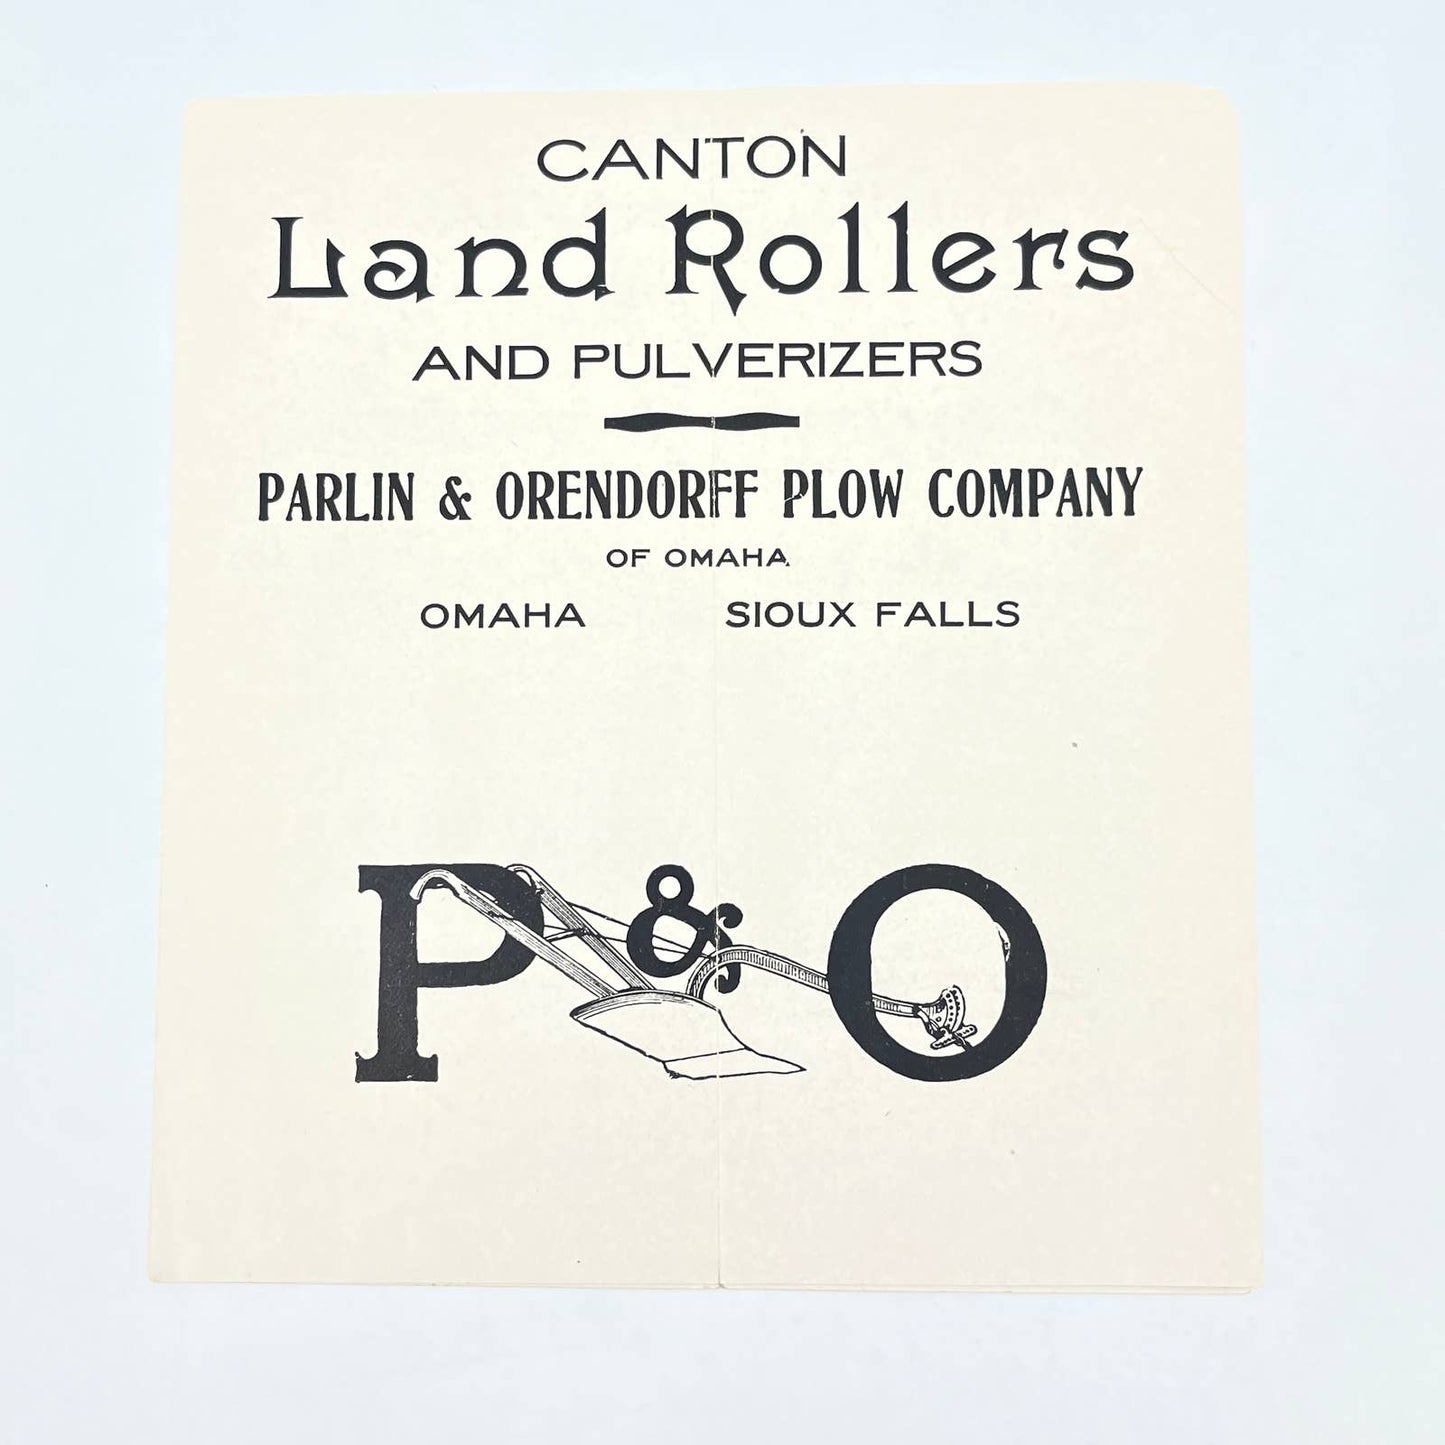 CANTON
Land Rollers
AND PULVERIZERS
PARLIN & ORENDORFF PLOW COMPANY
OF OMAHA
OMAHA SIOUX FALLS
P & O